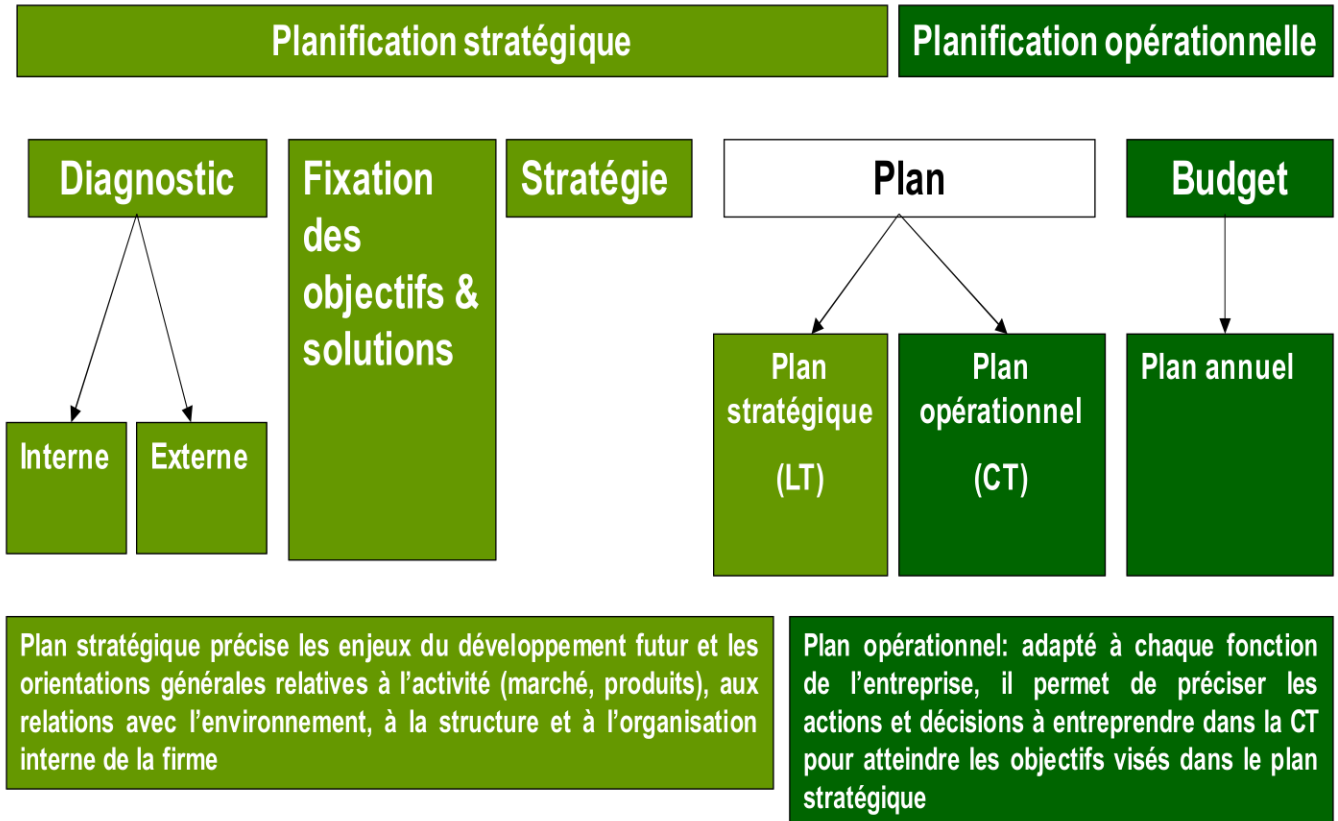 Planification stratégique
Planification opérationnelle
Diagnostic
Fixation
des
objectifs &
solutions
Stratégie
Plan
Budget
Interne
Externe
Plan
stratégique
(LT)
Plan
opérationnel
(CT)
Plan annuel
Plan stratégique précise les enjeux du développement futur et les
orientations générales relatives à l’activité (marché, produits), aux
relations avec l’environnement, à la structure et à l’organisation
interne de la firme
Plan opérationnel: adapté à chaque fonction
de l’entreprise, il permet de préciser les
actions et décisions à entreprendre dans la CT
pour atteindre les objectifs visés dans le plan
stratégique